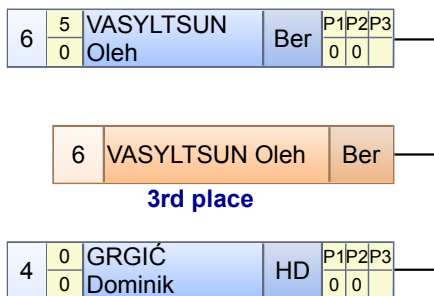 6 5 VASYLTSUN Ber P1 P2 P3
0 Oleh 0 0
6 VASYLTSUN Oleh Ber
3rd place
4 0 GRGIĆ HD P1 P2 P3
0 Dominik 0 0